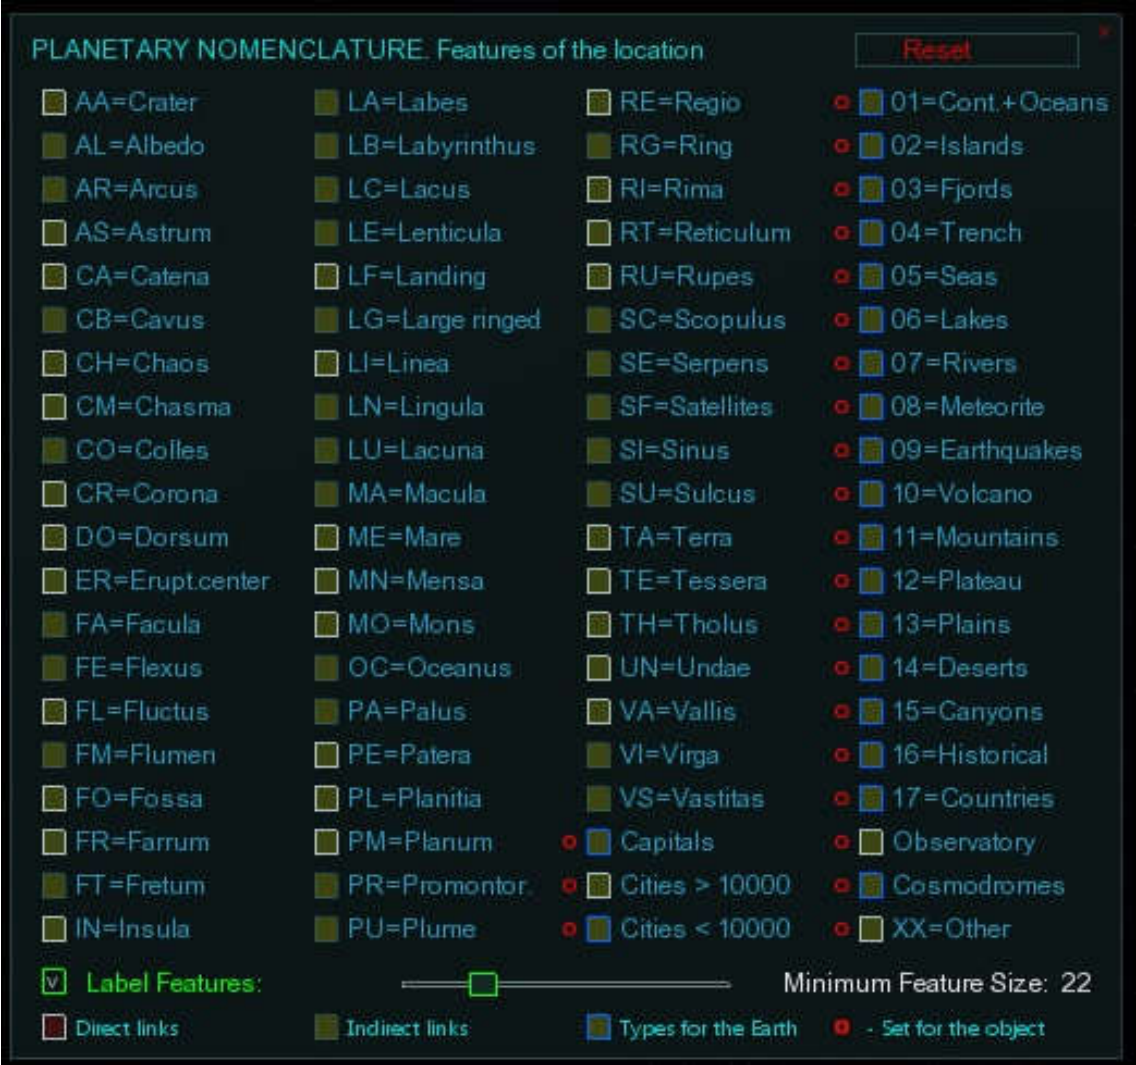 PLANETARY NOMENCLATURE. Features of the location Reset x
AA=Crater LA=Labes RE=Regio 01=Cont.+Oceans
AL=Albedo LB=Labyrinthus RG=Ring 02=Islands
AR=Arcus LC=Lacus RI=Rima 03=Fjords
AS=Astrum LE=Lenticula RT=Reticulum 04=Trench
CA=Catena LF=Landing RU=Rupes 05=Seas
CB=Cavus LG=Large ringed SC=Scopulus 06=Lakes
CH=Chaos LI=Linea SE=Serpens 07=Rivers
CM=Chasma LN=Lingula SF=Satellites 08=Meteorite
CO=Colles LU=Lacuna SI=Sinus 09=Earthquakes
CR=Corona MA=Macula SU=Sulcus 10=Volcano
DO=Dorsum ME=Mare TA=Terra 11=Mountains
ER=Erupt.center MN=Mensa TE=Tessera 12=Plateau
FA=Facula MO=Mons TH=Tholus 13=Plains
FE=Flexus OC=Oceanus UN=Undae 14=Deserts
FL=Fluctus PA=Palus VA=Vallis 15=Canyons
FM=Flumen PE=Patera VI=Virga 16=Historical
FO=Fossa PL=Planitia VS=Vastitas 17=Countries
FR=Farrum PM=Planum Capitals Observatory
FT=Fretum PR=Promontor. Cities > 10000 Cosmodromes
IN=Insula PU=Plume Cities < 10000 XX=Other
v Label Features: Minimum Feature Size: 22
Direct links Indirect links Types for the Earth - Set for the object